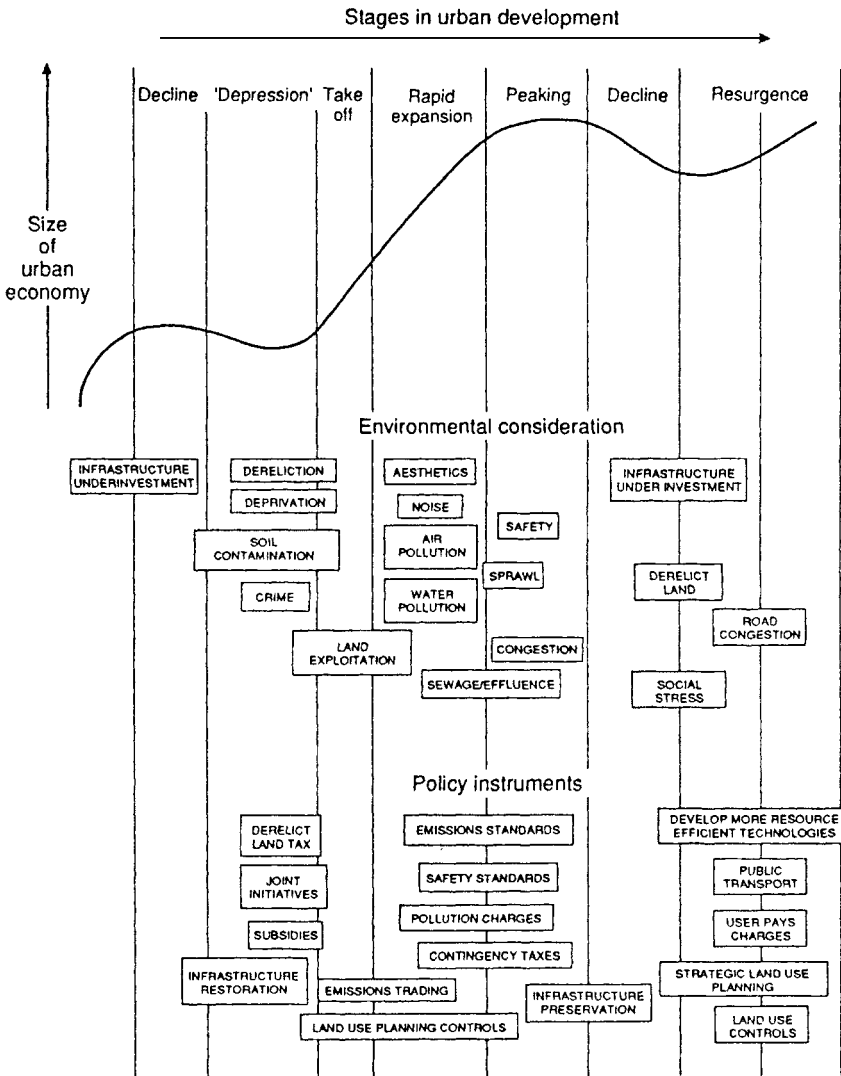 Stages in urban development
Decline 'Depression' Take off Rapid expansion Peaking Decline Resurgence
Size
of
urban
economy
Environmental consideration
INFRASTRUCTURE
UNDERINVESTMENT
DERELICTION
DEPRIVATION
SOIL
CONTAMINATION
CRIME
LAND
EXPLOITATION
AESTHETICS
NOISE
AIR
POLLUTION
WATER
POLLUTION
SEWAGE/EFFLUENCE
SAFETY
SPRAWL
CONGESTION
INFRASTRUCTURE
UNDER INVESTMENT
DERELICT
LAND
SOCIAL
STRESS
ROAD
CONGESTION
Policy instruments
DERELICT
LAND TAX
JOINT
INITIATIVES
SUBSIDIES
INFRASTRUCTURE
RESTORATION
EMISSIONS TRADING
LAND USE PLANNING CONTROLS
EMISSIONS STANDARDS
SAFETY STANDARDS
POLLUTION CHARGES
CONTINGENCY TAXES
INFRASTRUCTURE
PRESERVATION
DEVELOP MORE RESOURCE
EFFICIENT TECHNOLOGIES
PUBLIC
TRANSPORT
USER PAYS
CHARGES
STRATEGIC LAND USE
PLANNING
LAND USE
CONTROLS